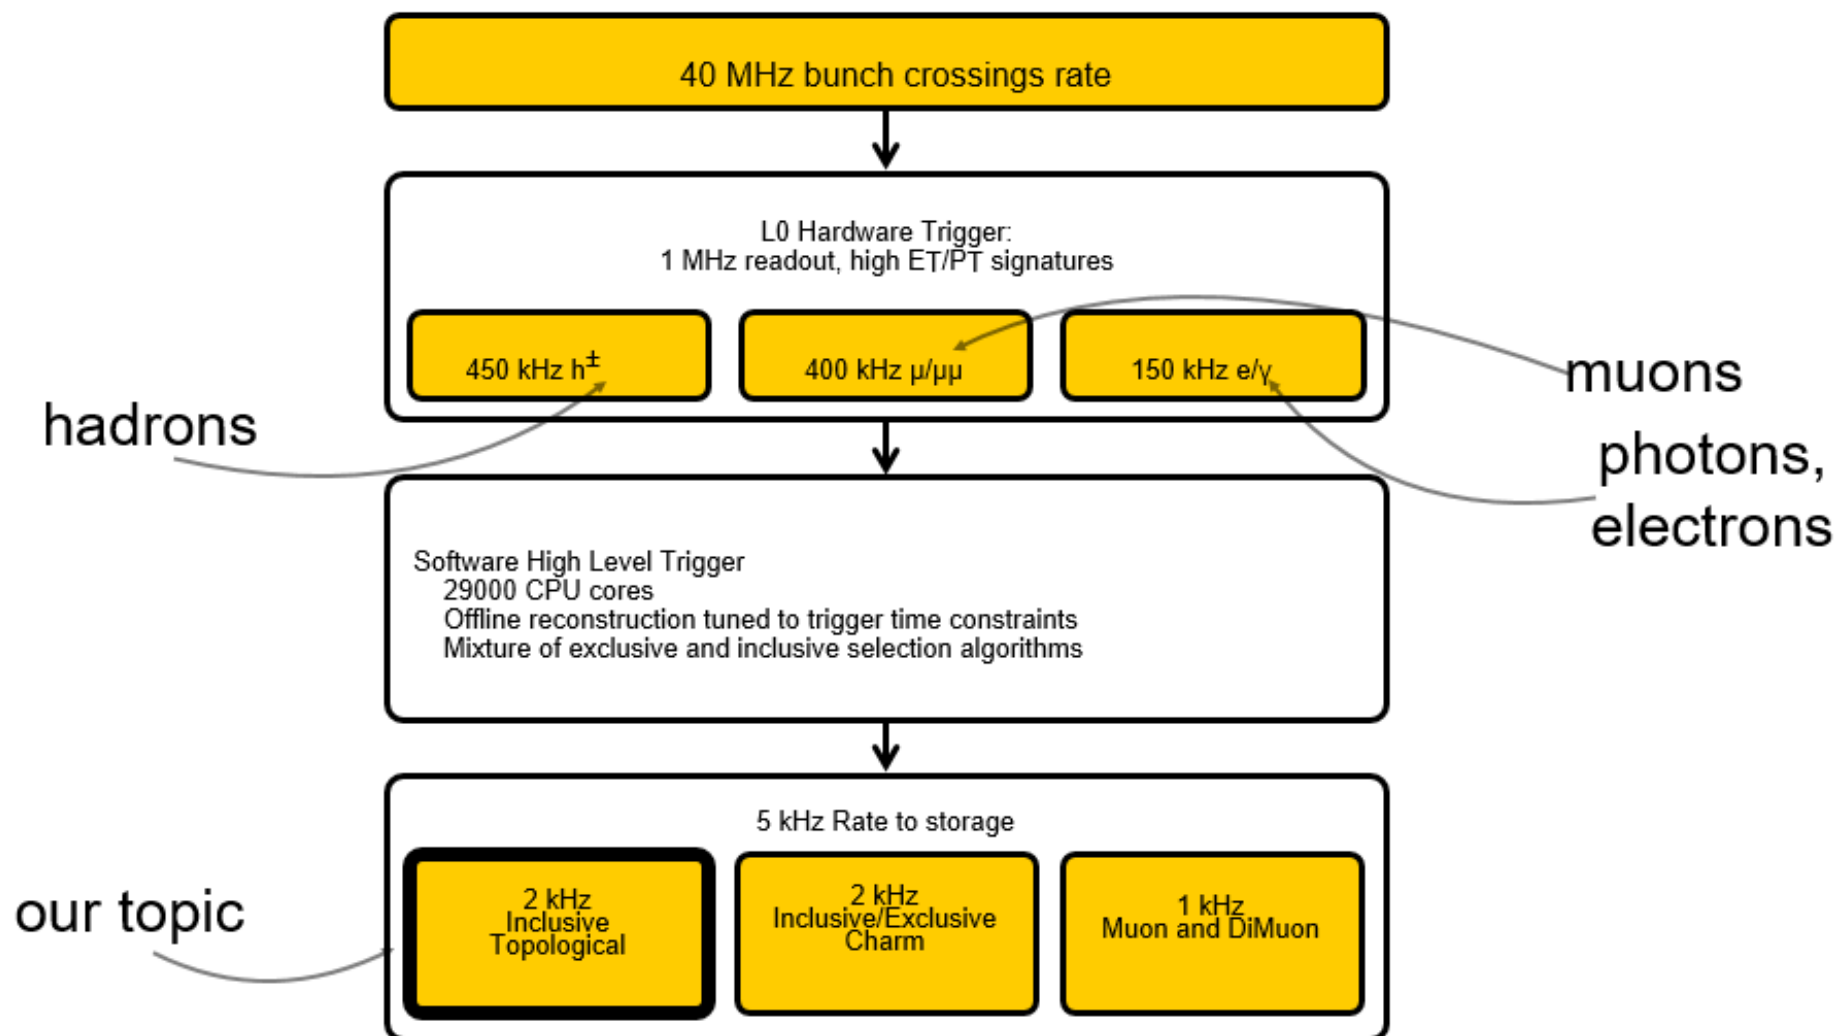 40 MHz bunch crossings rate
L0 Hardware Trigger:
1 MHz readout, high ET/PT signatures
450 kHz h±
400 kHz μ/μμ
150 kHz e/γ
muons
hadrons
photons,
electrons
Software High Level Trigger
29000 CPU cores
Offline reconstruction tuned to trigger time constraints
Mixture of exclusive and inclusive selection algorithms
5 kHz Rate to storage
our topic
2 kHz
Inclusive
Topological
2 kHz
Inclusive/Exclusive
Charm
1 kHz
Muon and DiMuon